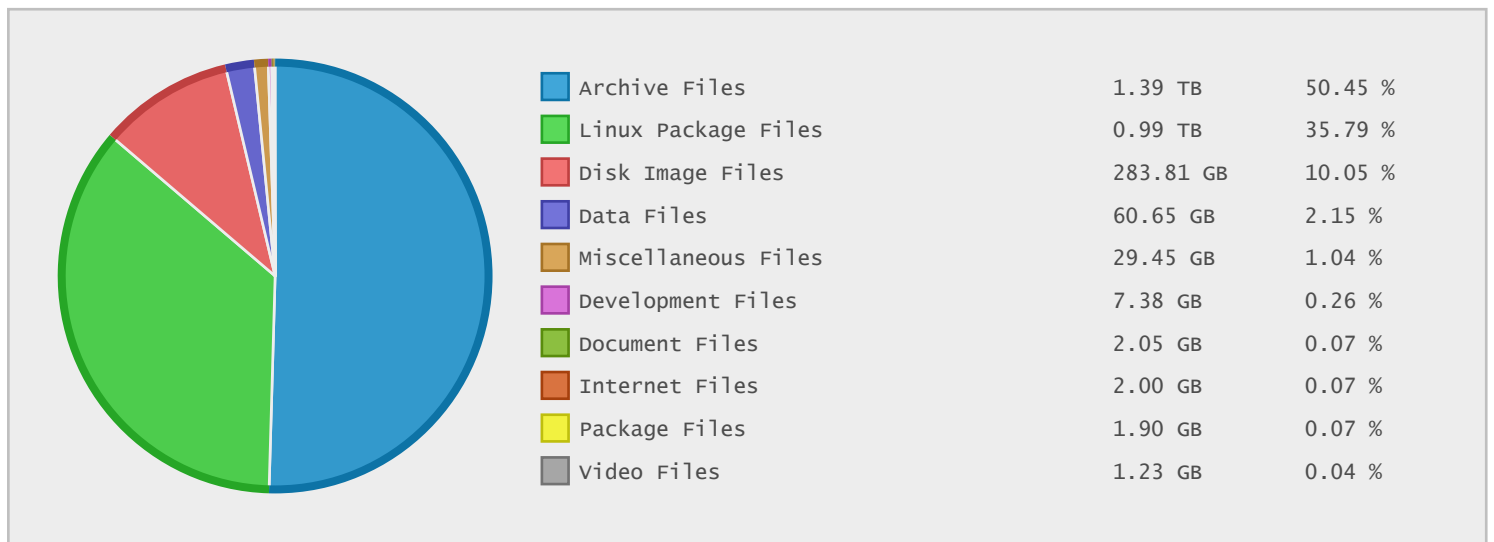 Archive Files 1.39 TB 50.45 %
Linux Package Files 0.99 TB 35.79 %
Disk Image Files 283.81 GB 10.05 %
Data Files 60.65 GB 2.15 %
Miscellaneous Files 29.45 GB 1.04 %
Development Files 7.38 GB 0.26 %
Document Files 2.05 GB 0.07 %
Internet Files 2.00 GB 0.07 %
Package Files 1.90 GB 0.07 %
Video Files 1.23 GB 0.04 %